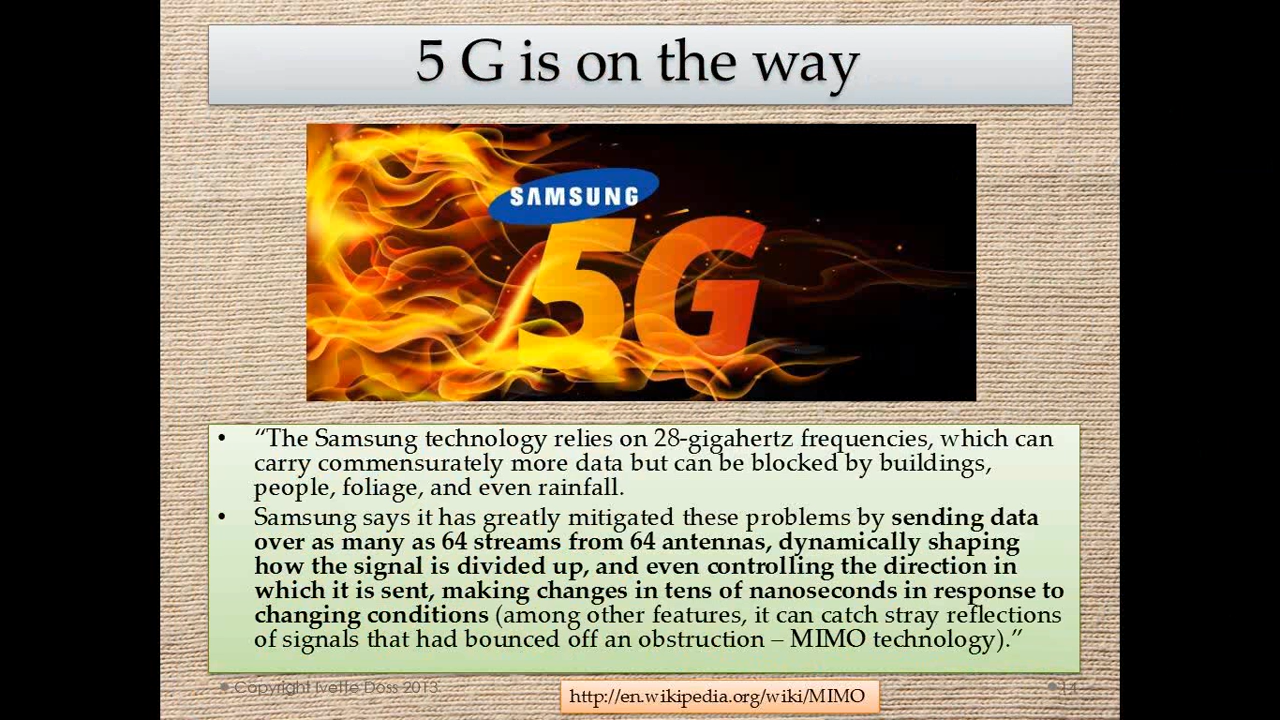 5 G is on the way
SAMSUNG
5G
• “The Samsung technology relies on 28-gigahertz frequencies, which can
carry commensurately more data but can be blocked by buildings,
people, foliage, and even rainfall.
• Samsung says it has greatly mitigated these problems by sending data
over as many as 64 streams from 64 antennas, dynamically shaping
how the signal is divided up, and even controlling the direction in
which it is sent, making changes in tens of nanoseconds in response to
changing conditions (among other features, it can catch stray reflections
of signals that had bounced off an obstruction – MIMO technology).”
Copyright Ivette Doss 2013
http://en.wikipedia.org/wiki/MIMO